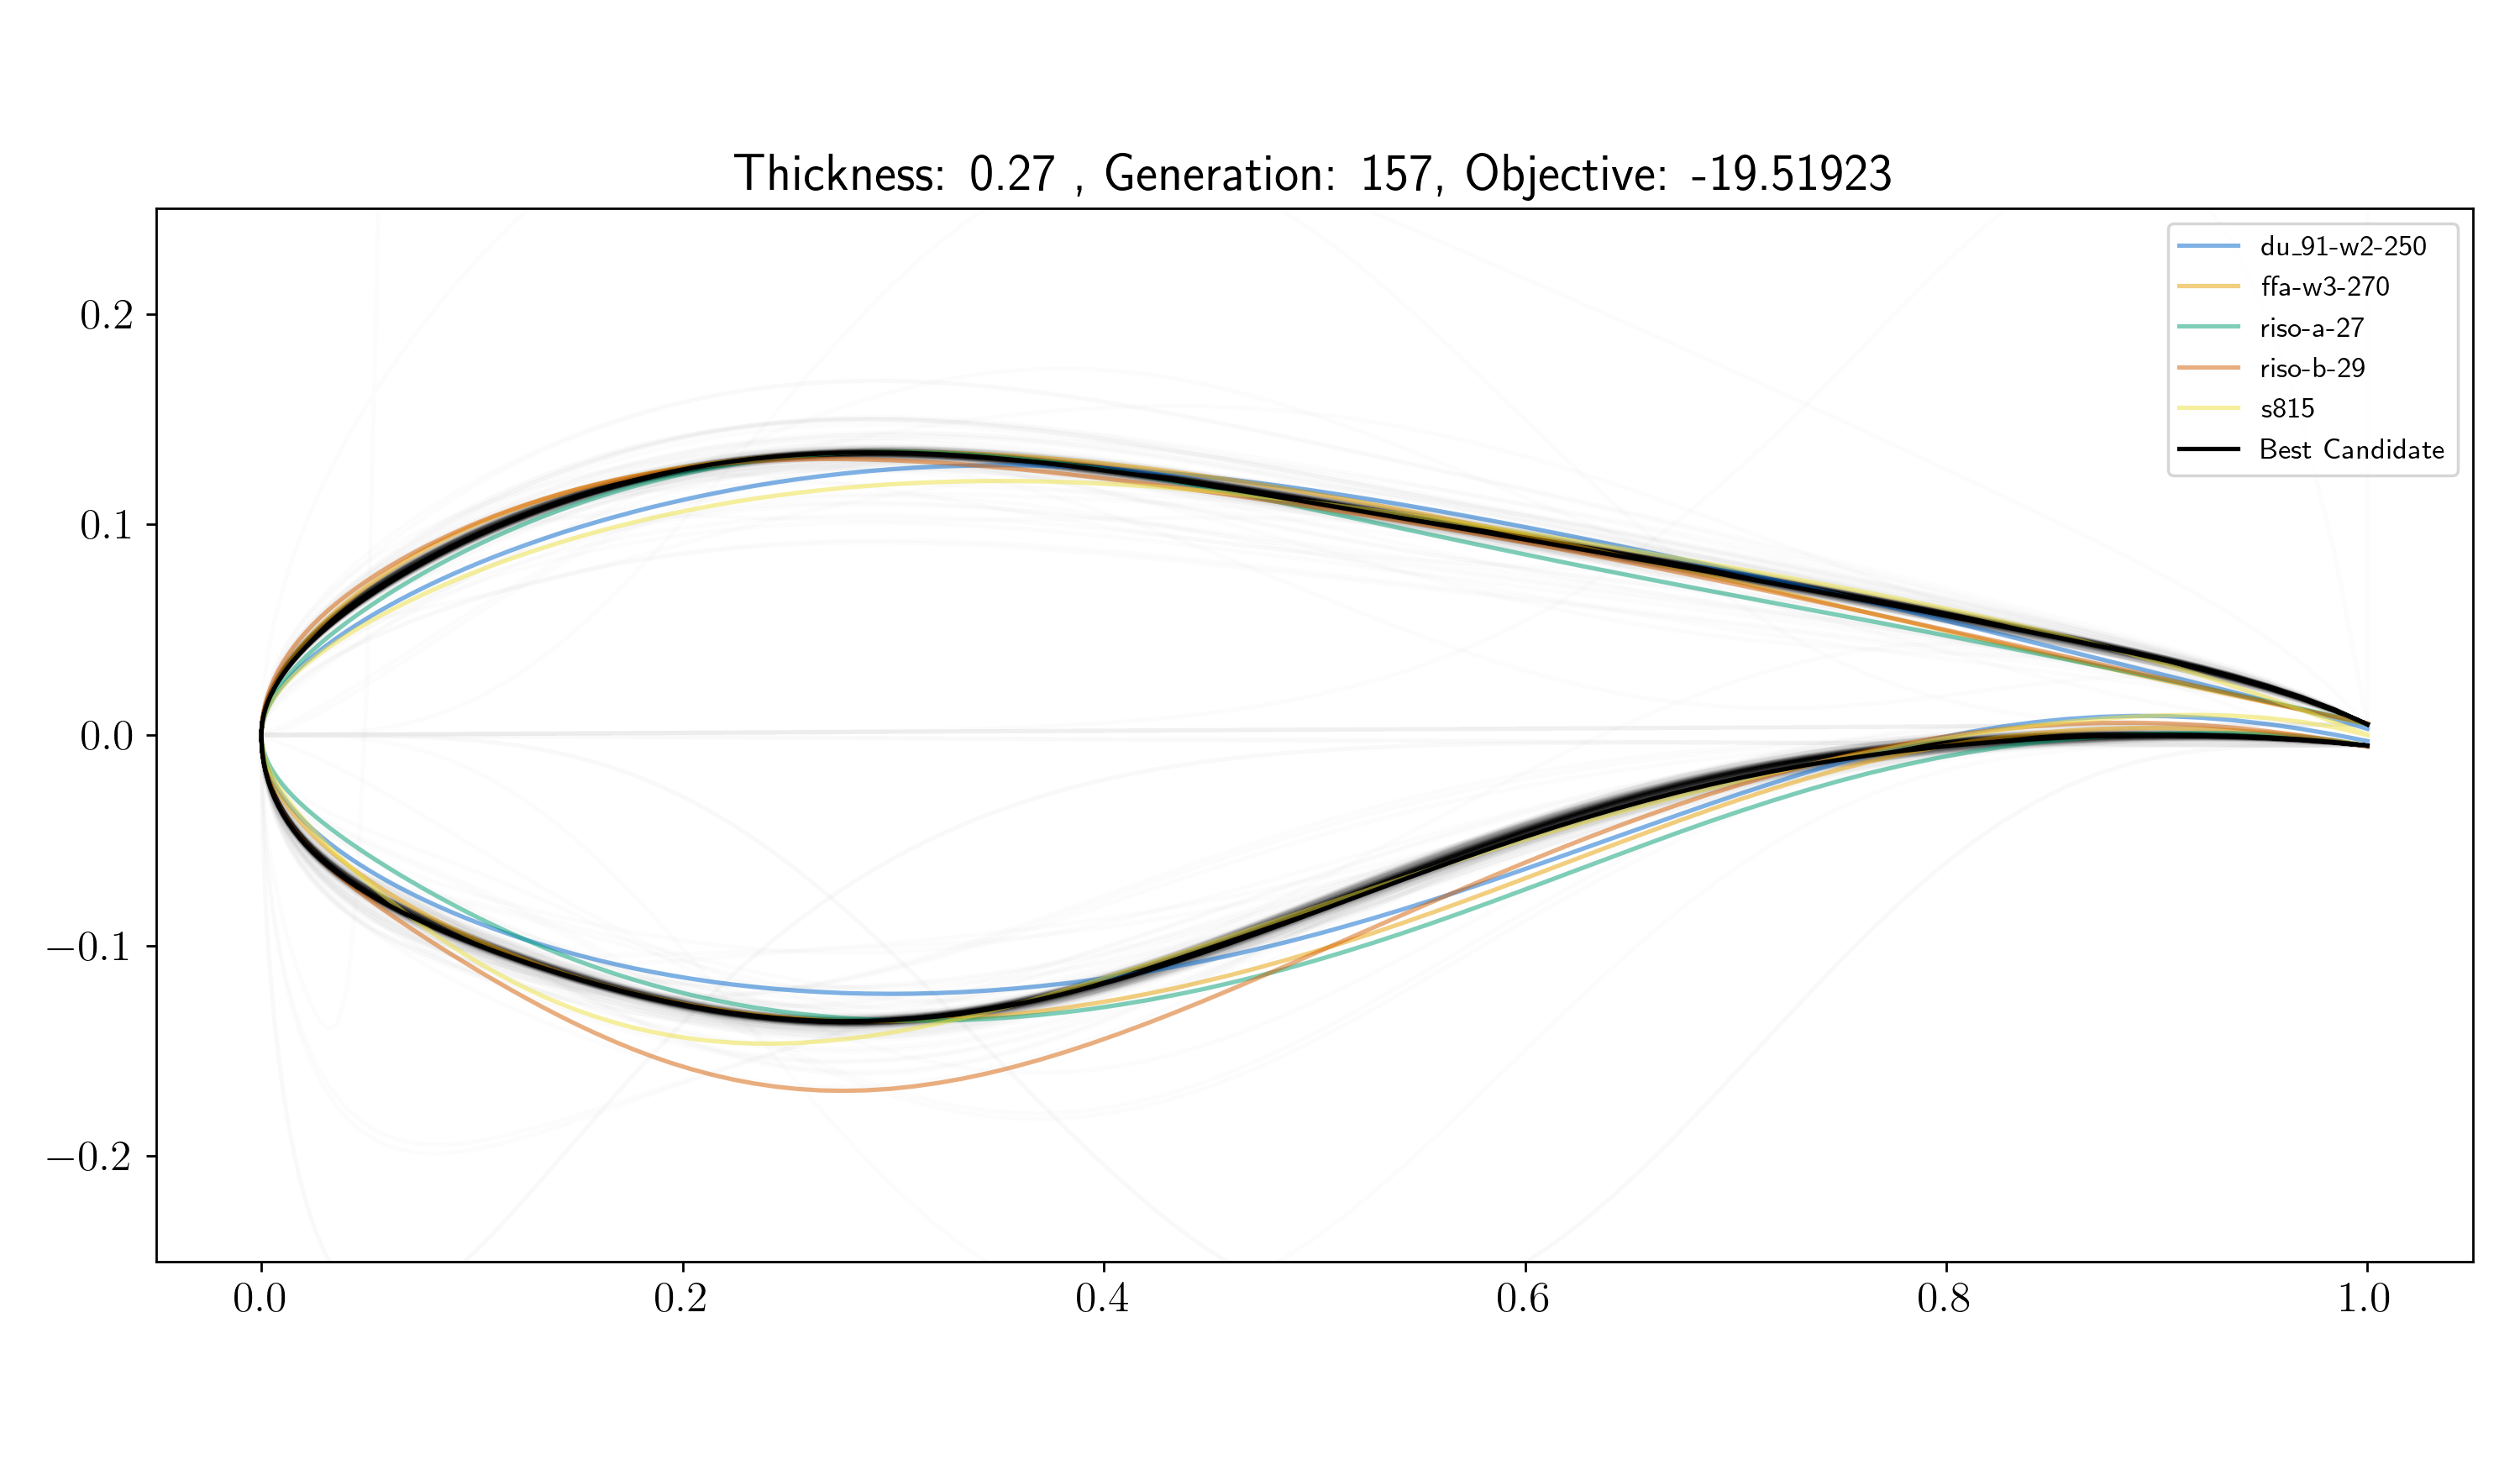 Thickness: 0.27 , Generation: 157, Objective: -19.51923
du_91-w2-250
ffa-w3-270
riso-a-27
riso-b-29
s815
Best Candidate
0.2
0.1
0.0
−0.1
−0.2
0.0 0.2 0.4 0.6 0.8 1.0